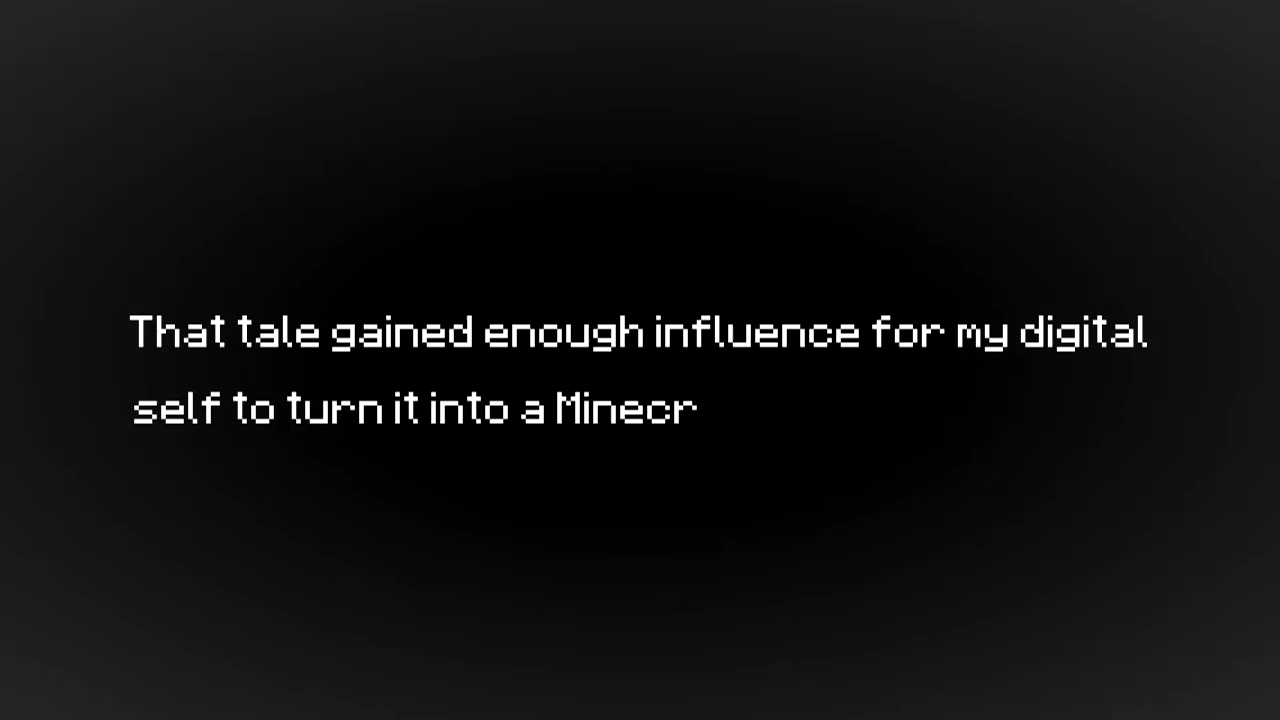 That tale gained enough influence for my digital
self to turn it into a Minecr